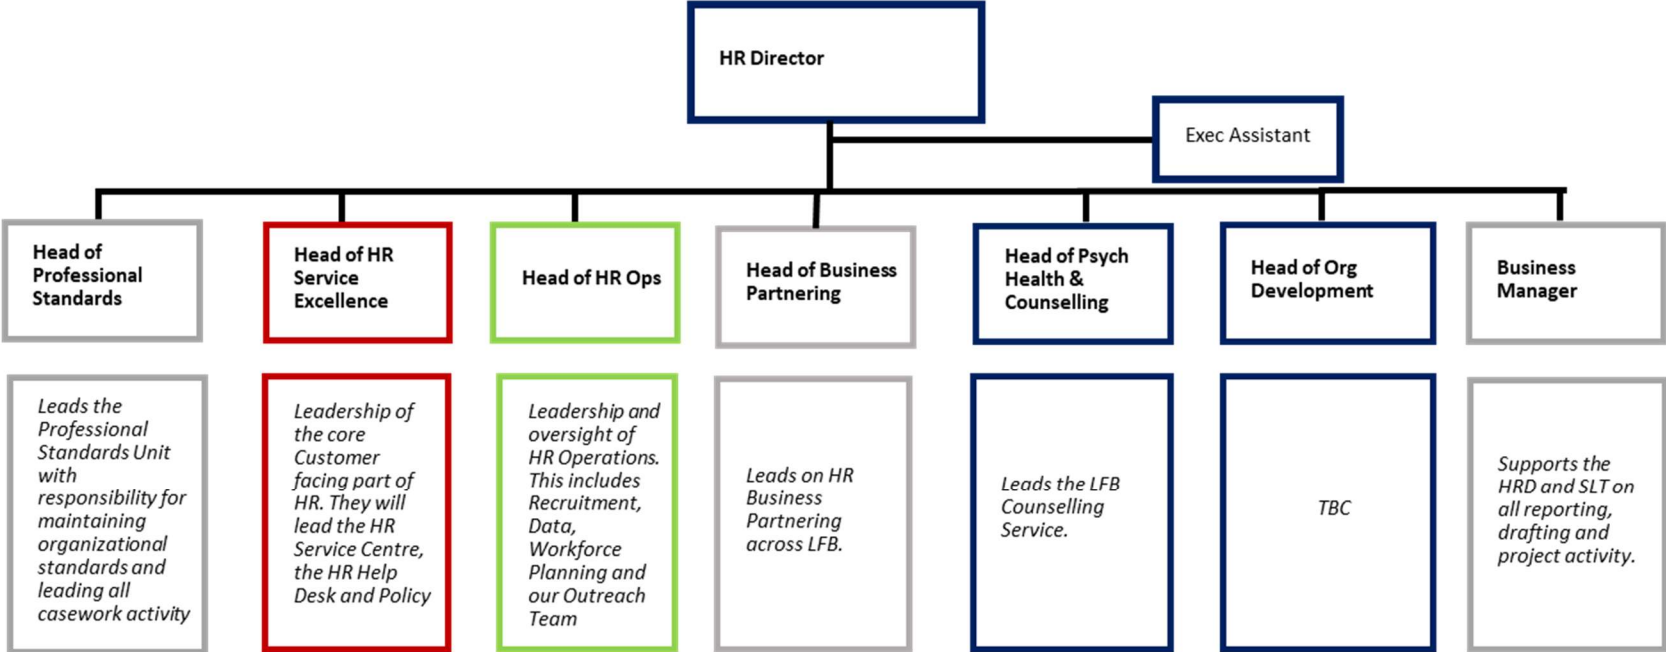 HR Director
Exec Assistant
Head of
Professional
Standards
Head of HR
Service
Excellence
Head of HR Ops
Head of Business
Partnering
Head of Psych
Health &
Counselling
Head of Org
Development
Business
Manager
Leads the
Professional
Standards Unit
with
responsibility for
maintaining
organizational
standards and
leading all
casework activity
Leadership of
the core
Customer
facing part of
HR. They will
lead the HR
Service Centre,
the HR Help
Desk and Policy
Leadership and
oversight of
HR Operations.
This includes
Recruitment,
Data,
Workforce
Planning and
our Outreach
Team
Leads on HR
Business
Partnering
across LFB.
Leads the LFB
Counselling
Service.
TBC
Supports the
HRD and SLT on
all reporting,
drafting and
project activity.